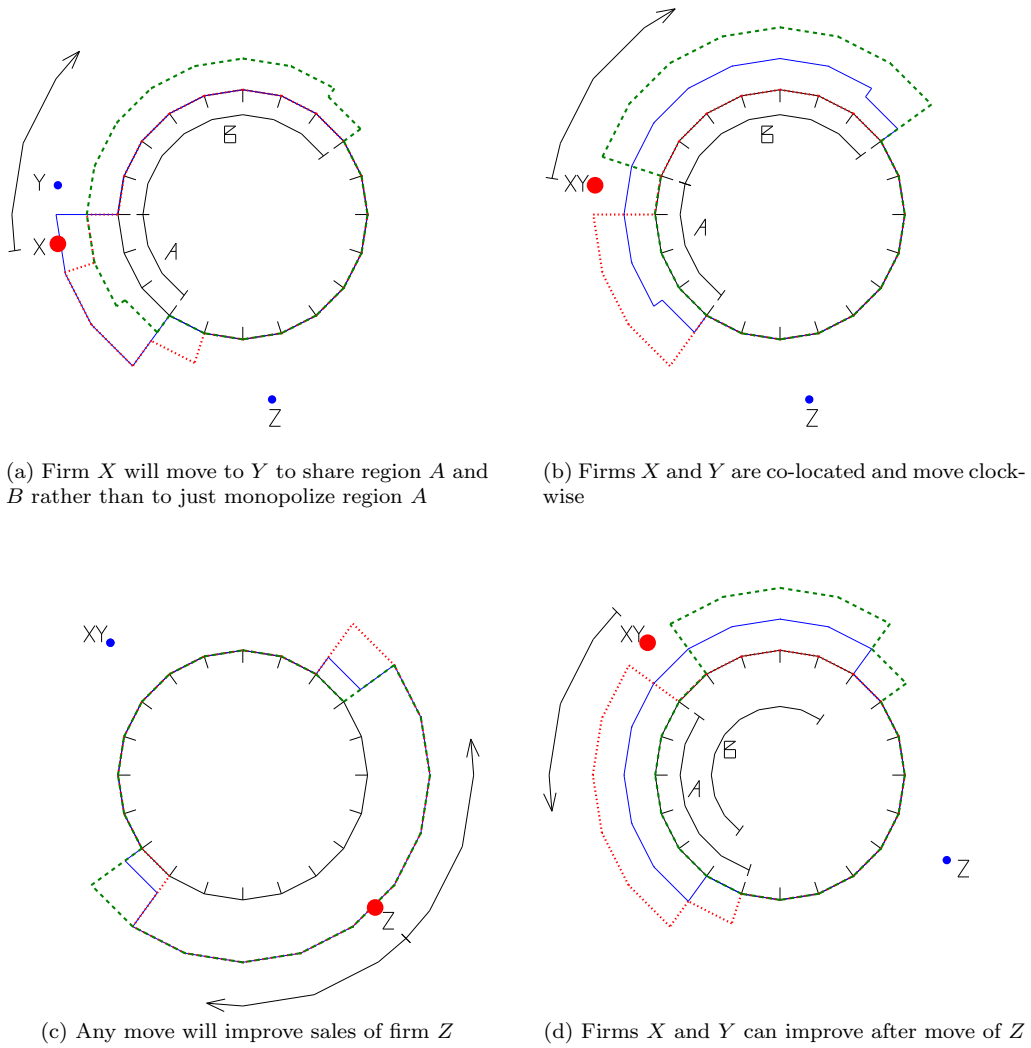 B
Y
X
A
Z
(a) Firm X will move to Y to share region A and
B rather than to just monopolize region A
B
XY
A
Z
(b) Firms X and Y are co-located and move clock-
wise
XY
Z
(c) Any move will improve sales of firm Z
XY
B
A
Z
(d) Firms X and Y can improve after move of Z